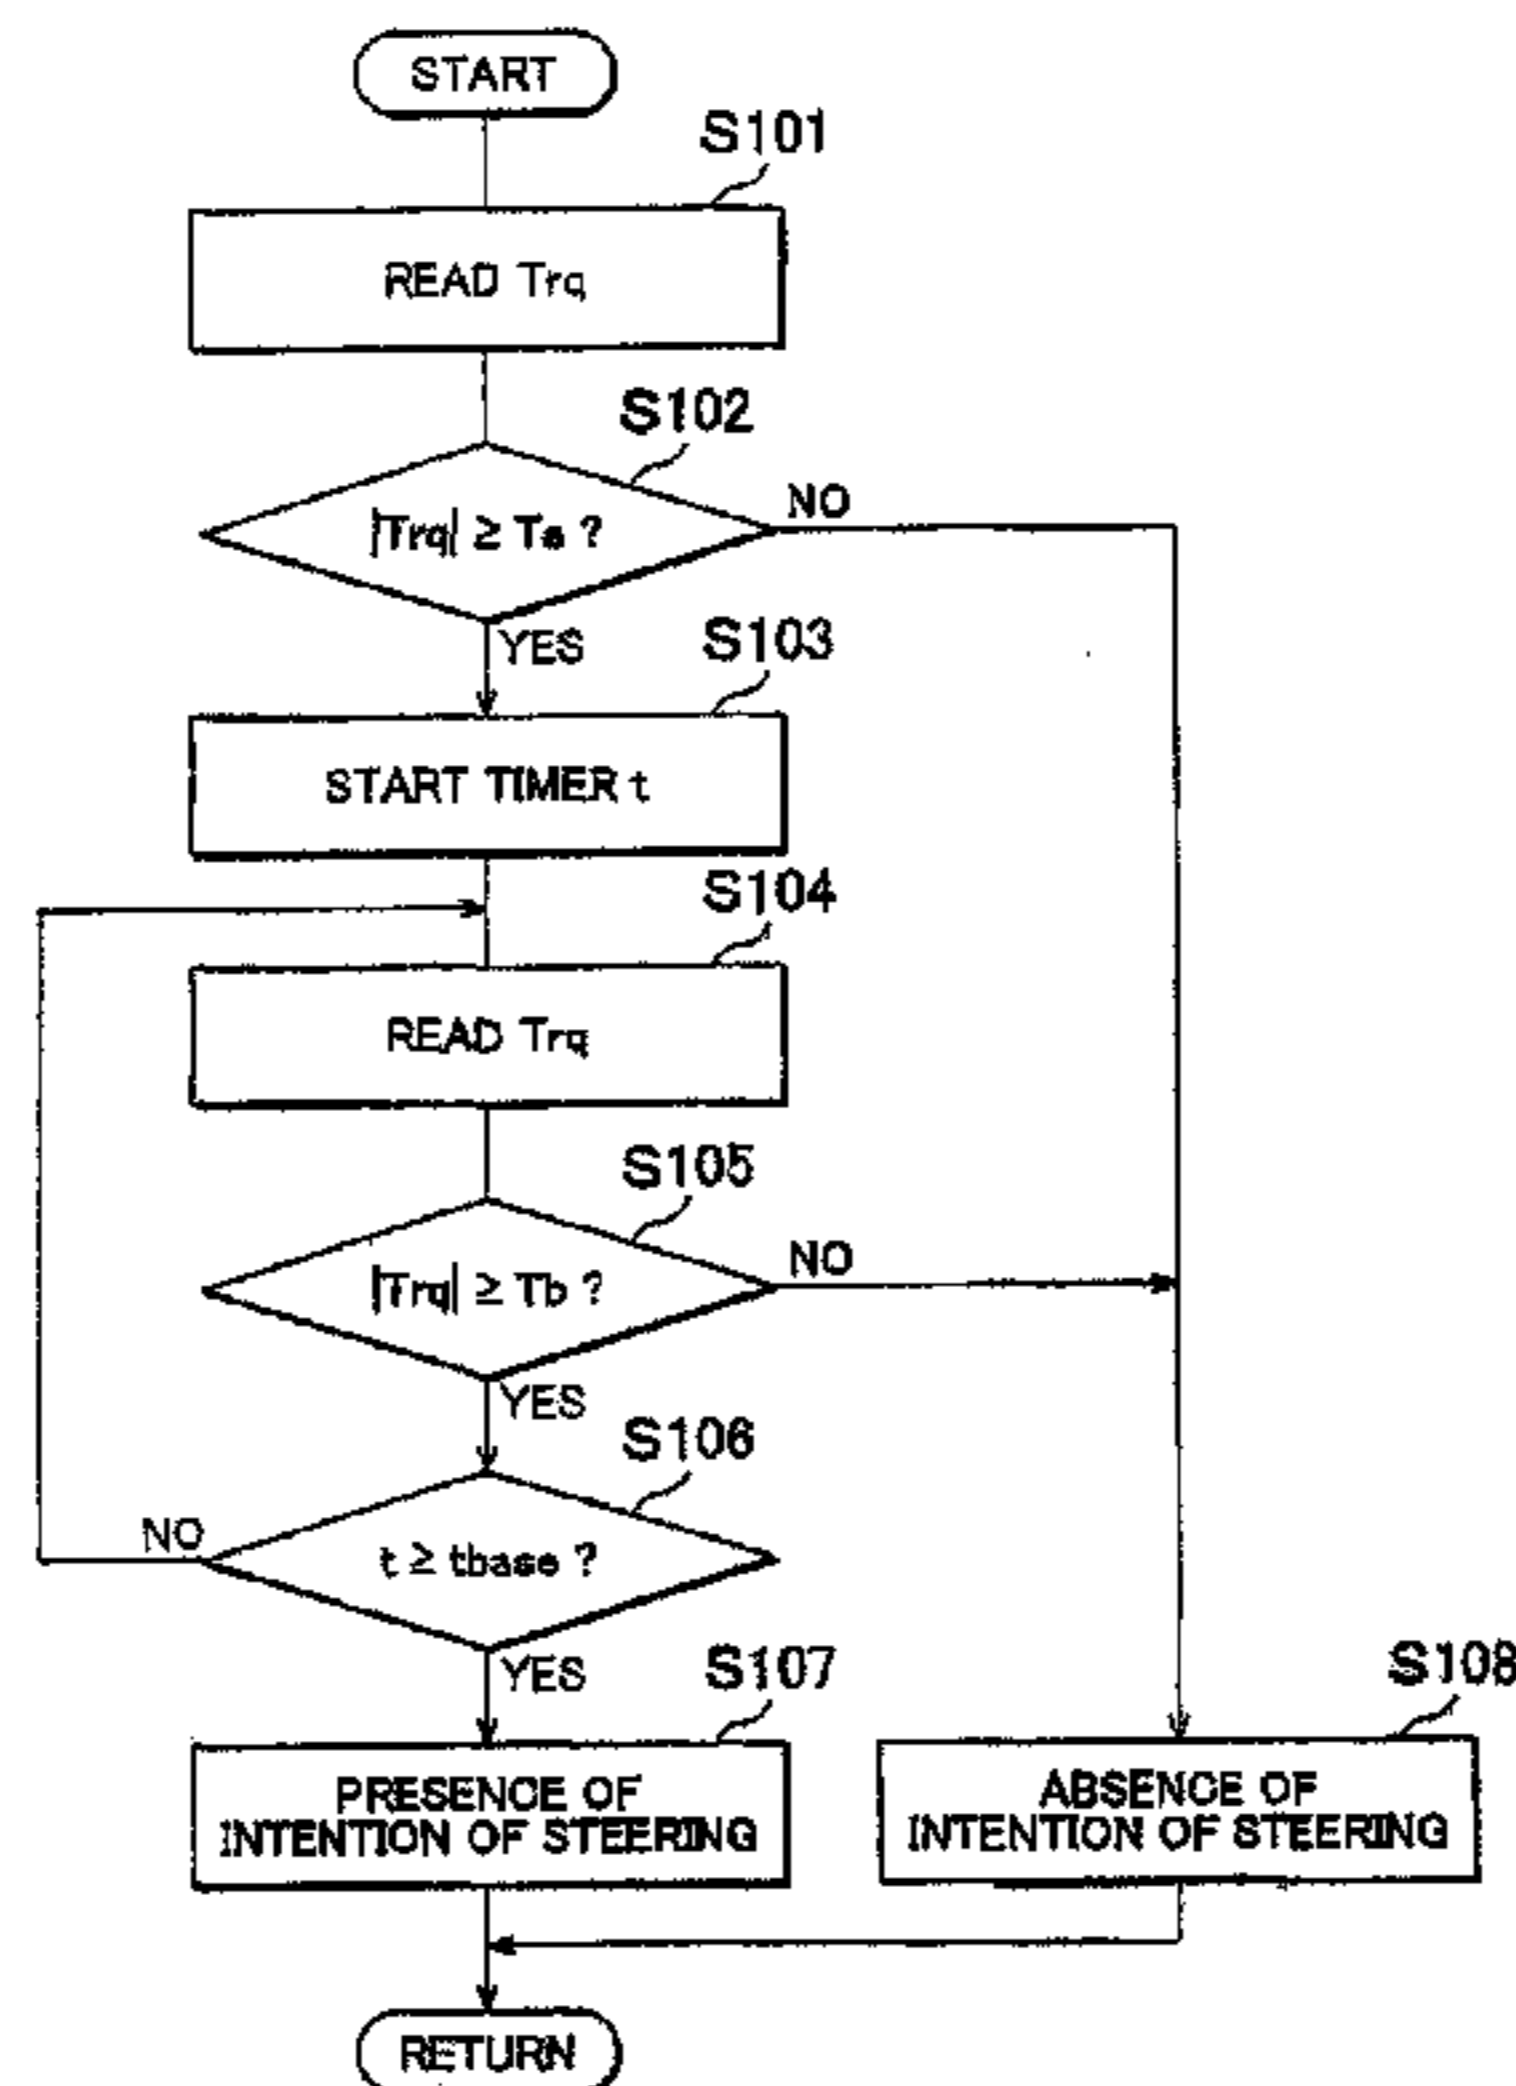 START
S101
READ Trq
S102
|Trq| ≥ Ta ?
NO
YES
S103
START TIMER t
S104
READ Trq
S105
|Trq| ≥ Tb ?
NO
YES
S106
t ≥ tbase ?
NO
YES
S107
PRESENCE OF
INTENTION OF STEERING
S108
ABSENCE OF
INTENTION OF STEERING
RETURN